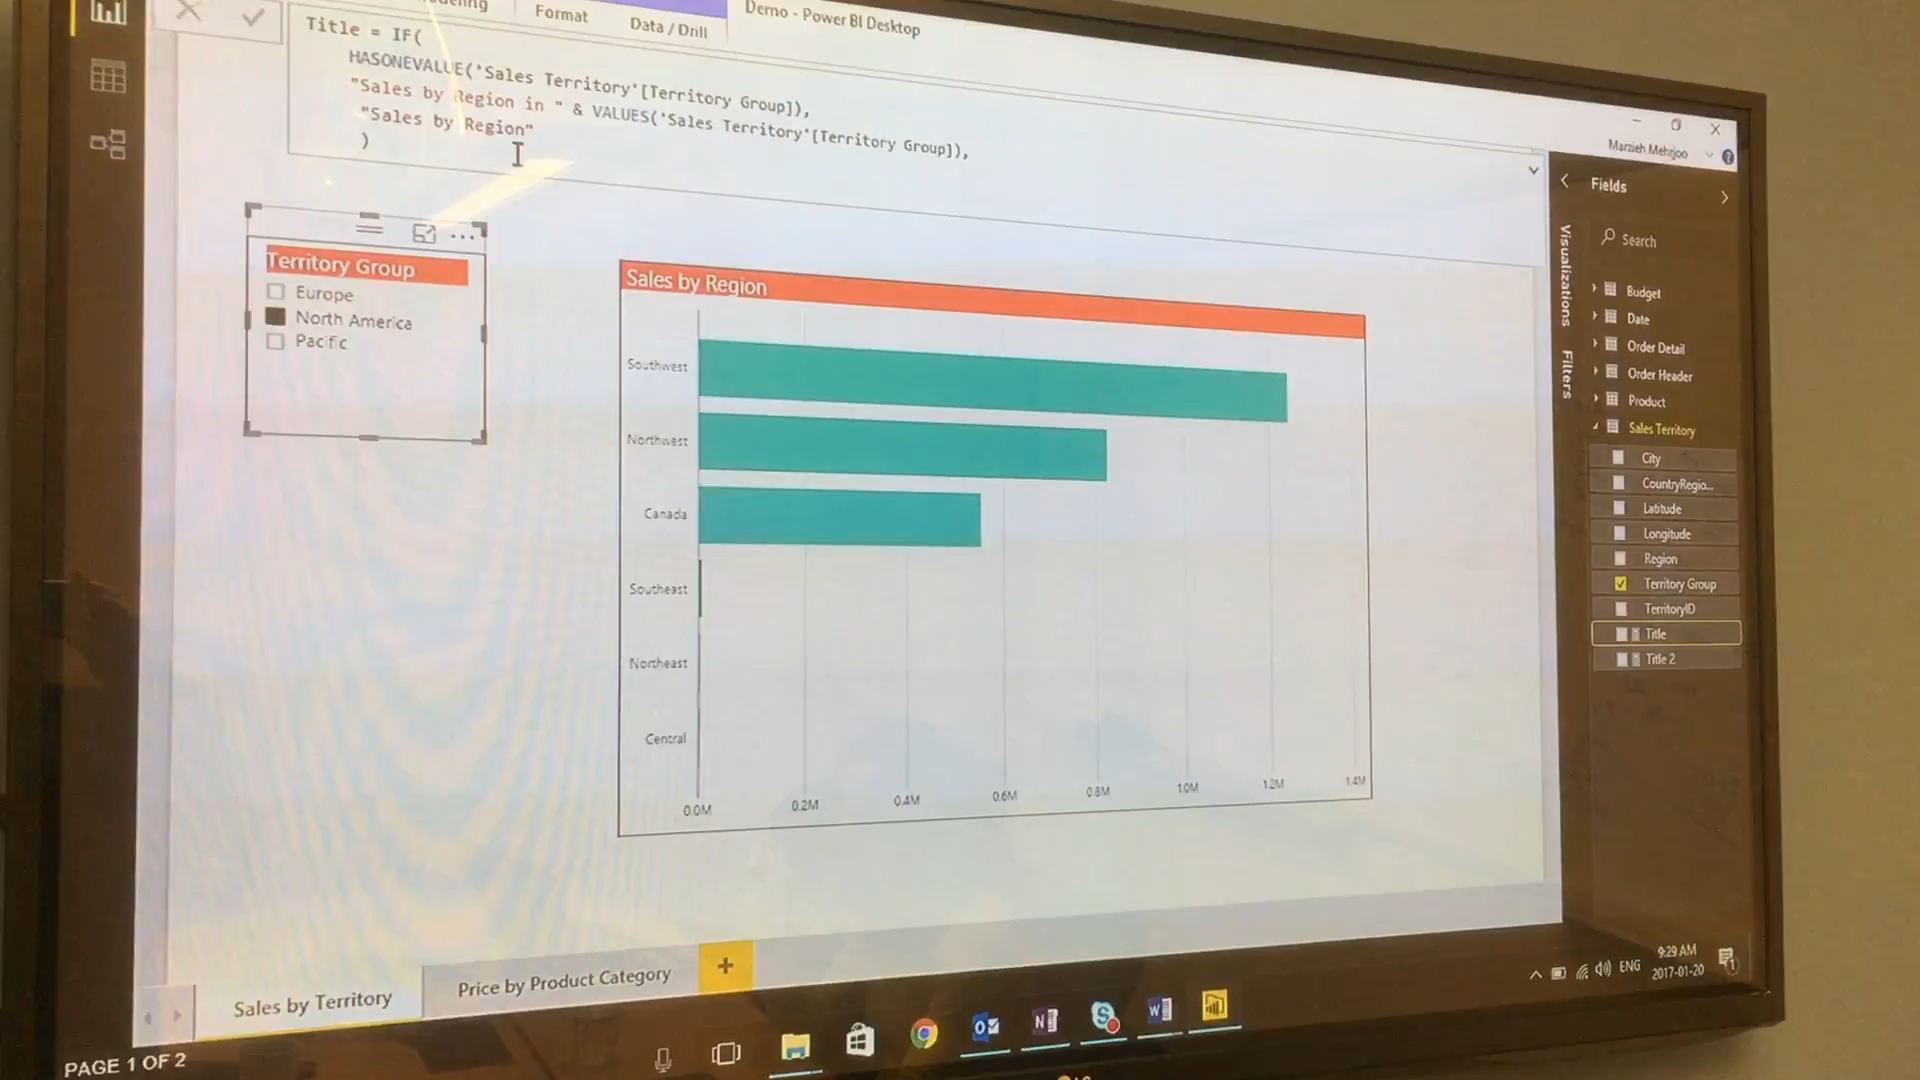 Format
Data / Drill
Demo - Power BI Desktop
Title = IF(
HASONEVALUE('Sales Territory'[Territory Group]),
"Sales by Region in " & VALUES('Sales Territory'[Territory Group]),
"Sales by Region"
)
Marzieh Mehrjoo
Territory Group
Europe
North America
Pacific
Sales by Region
Southwest
Northwest
Canada
Southeast
Northeast
Central
0.0M 0.2M 0.4M 0.6M 0.8M 1.0M 1.2M 1.4M
Visualizations
Filters
Fields
Search
Budget
Date
Order Detail
Order Header
Product
Sales Territory
City
CountryRegio...
Latitude
Longitude
Region
Territory Group
TerritoryID
Title
Title 2
Sales by Territory
Price by Product Category
+
PAGE 1 OF 2
ENG
9:29 AM
2017-01-20